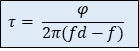 τ = φ / 2π(fd − f)